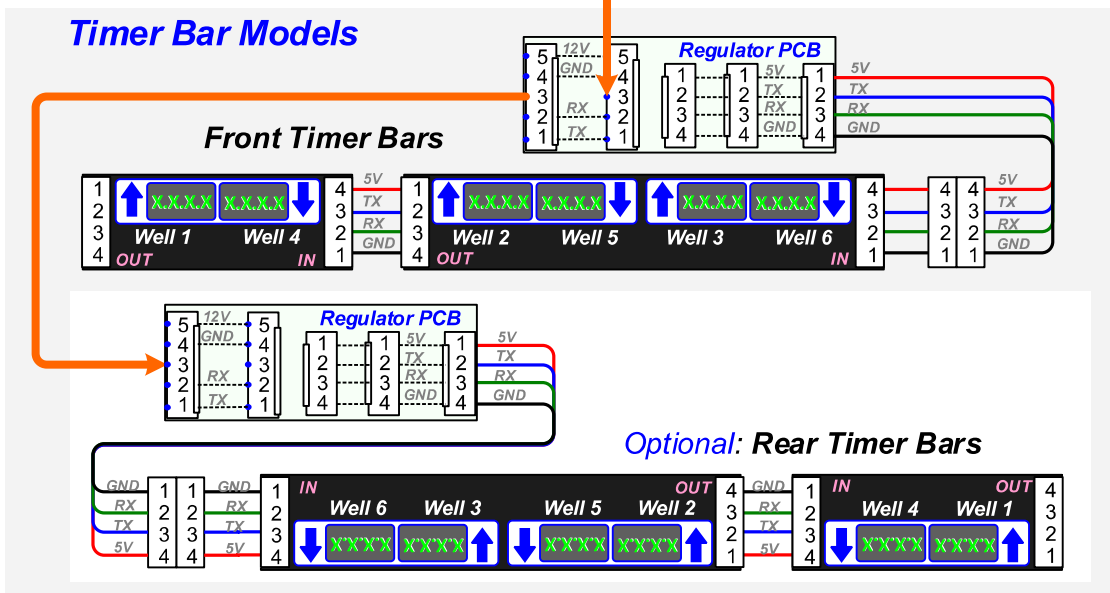 Timer Bar Models
Regulator PCB
5 12V 5
4 GND 4
3 3
2 RX 2
1 TX 1
1 1 5V 1 5V
2 2 TX 2 TX
3 3 RX 3 RX
4 4 GND 4 GND
Front Timer Bars
1 X.X.X.X X.X.X.X 4 5V 1 X.X.X.X X.X.X.X X.X.X.X X.X.X.X 4 4 4 5V
2 3 TX 2 3 3 3 TX
3 Well 1 Well 4 2 RX 3 Well 2 Well 5 Well 3 Well 6 2 2 2 RX
4 OUT IN 1 GND 4 OUT IN 1 1 1 GND
Regulator PCB
5 12V 5
4 GND 4
3 3
2 RX 2
1 TX 1
1 1 5V 1 5V
2 2 TX 2 TX
3 3 RX 3 RX
4 4 GND 4 GND
Optional: Rear Timer Bars
GND 1 1 GND 1 IN OUT 4 GND 1 IN OUT 4
RX 2 2 RX 2 Well 6 Well 3 Well 5 Well 2 3 RX 2 Well 4 Well 1 3
TX 3 3 TX 3 X.X.X.X X.X.X.X X.X.X.X X.X.X.X 2 TX 3 X.X.X.X X.X.X.X 2
5V 4 4 5V 4 1 5V 4 1